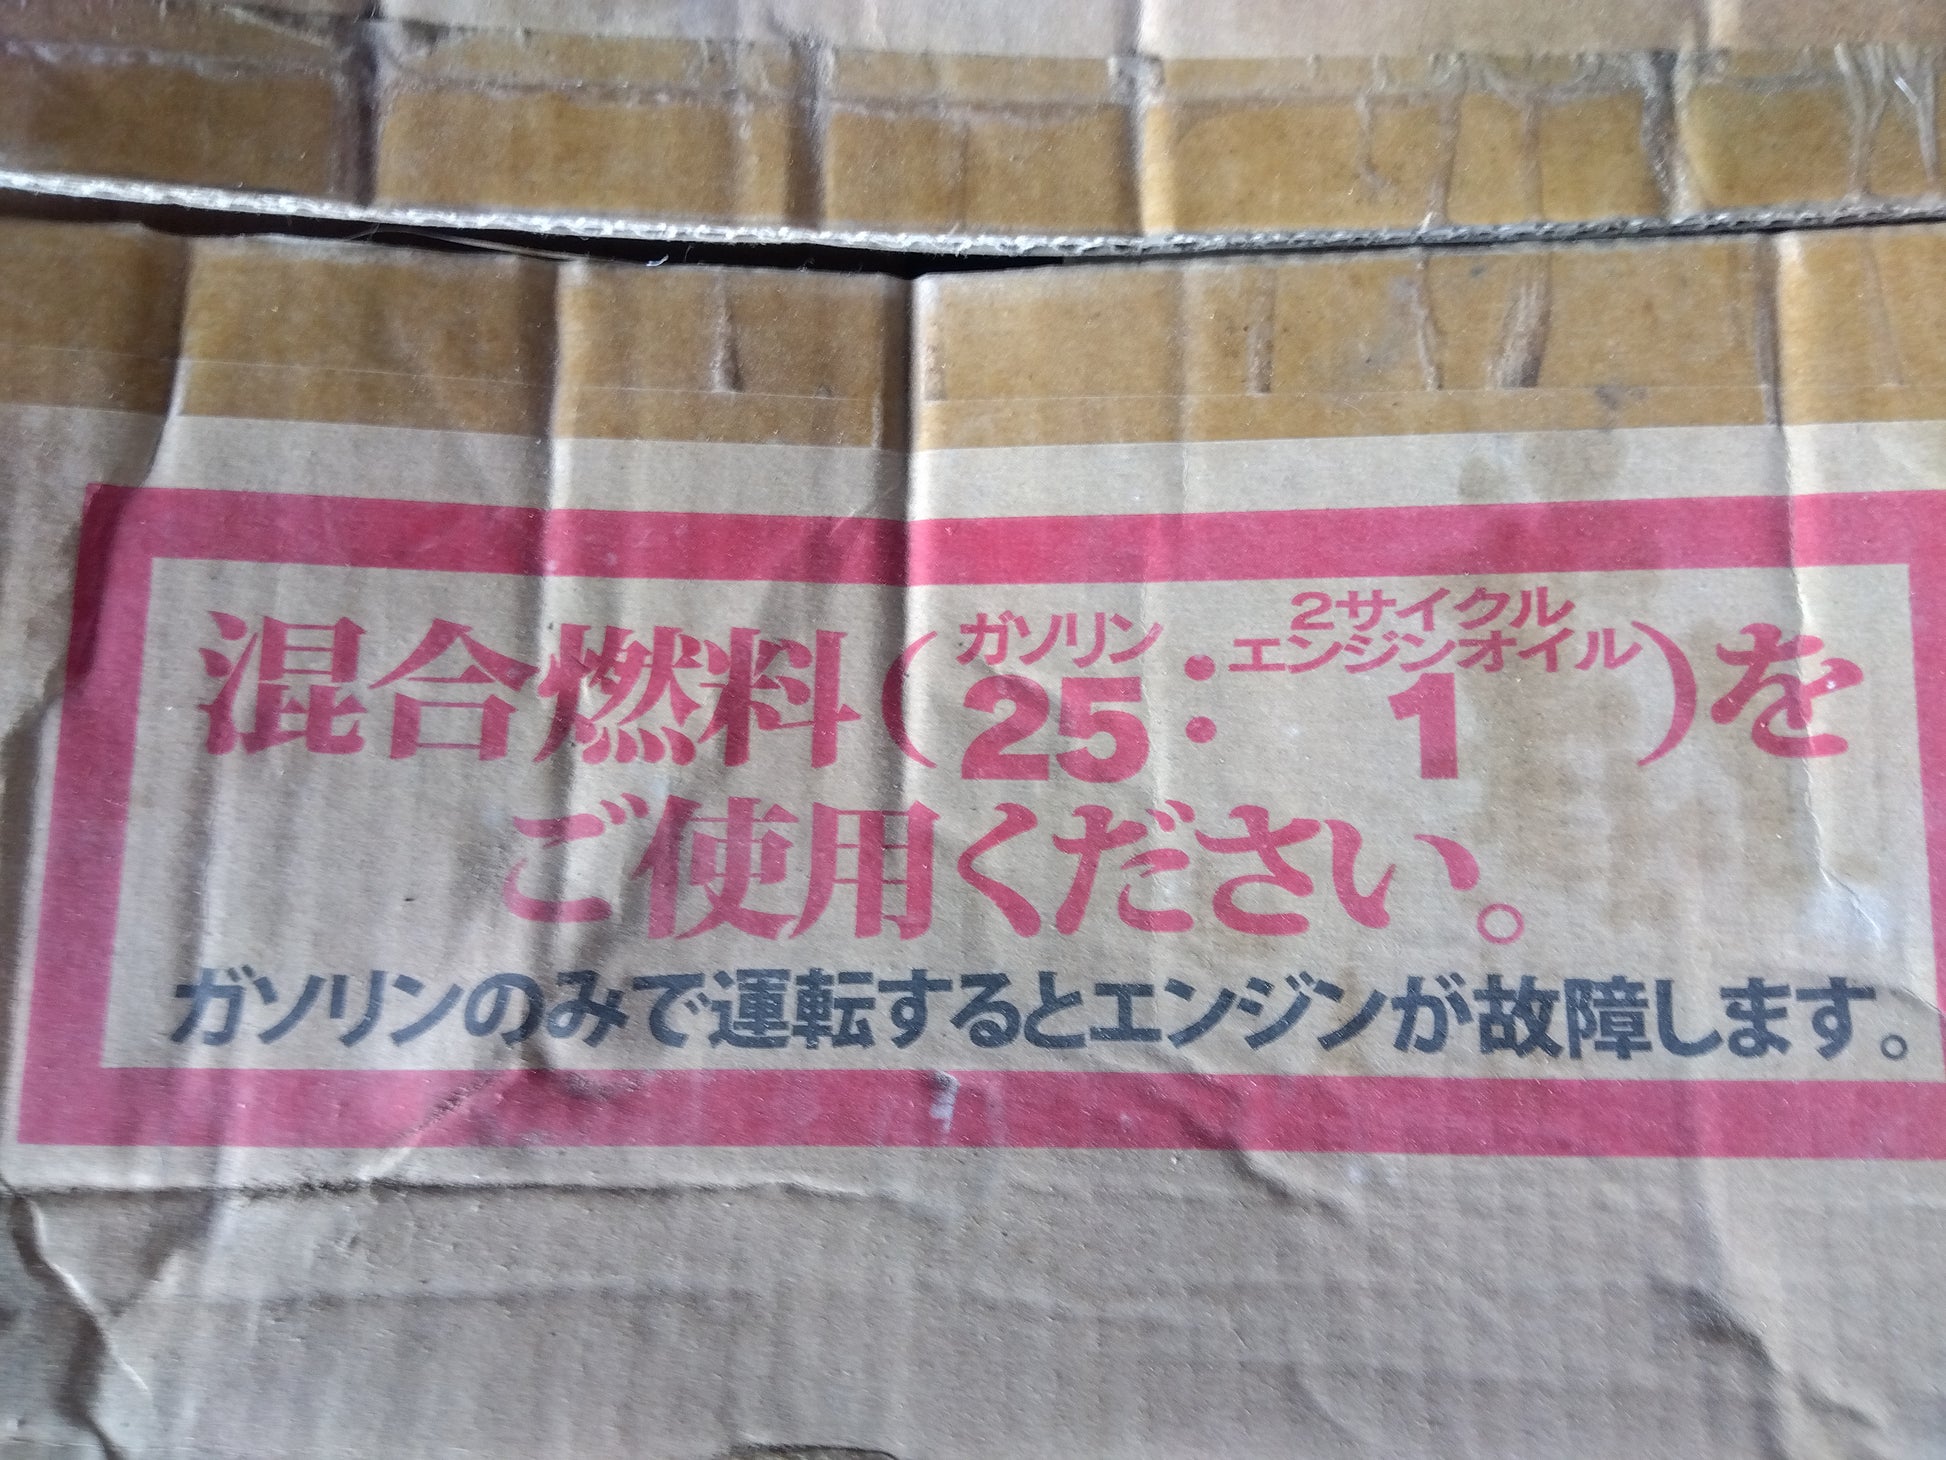 混合燃料(ガソリン25:2サイクルエンジンオイル1)を
ご使用ください。
ガソリンのみで運転するとエンジンが故障します。